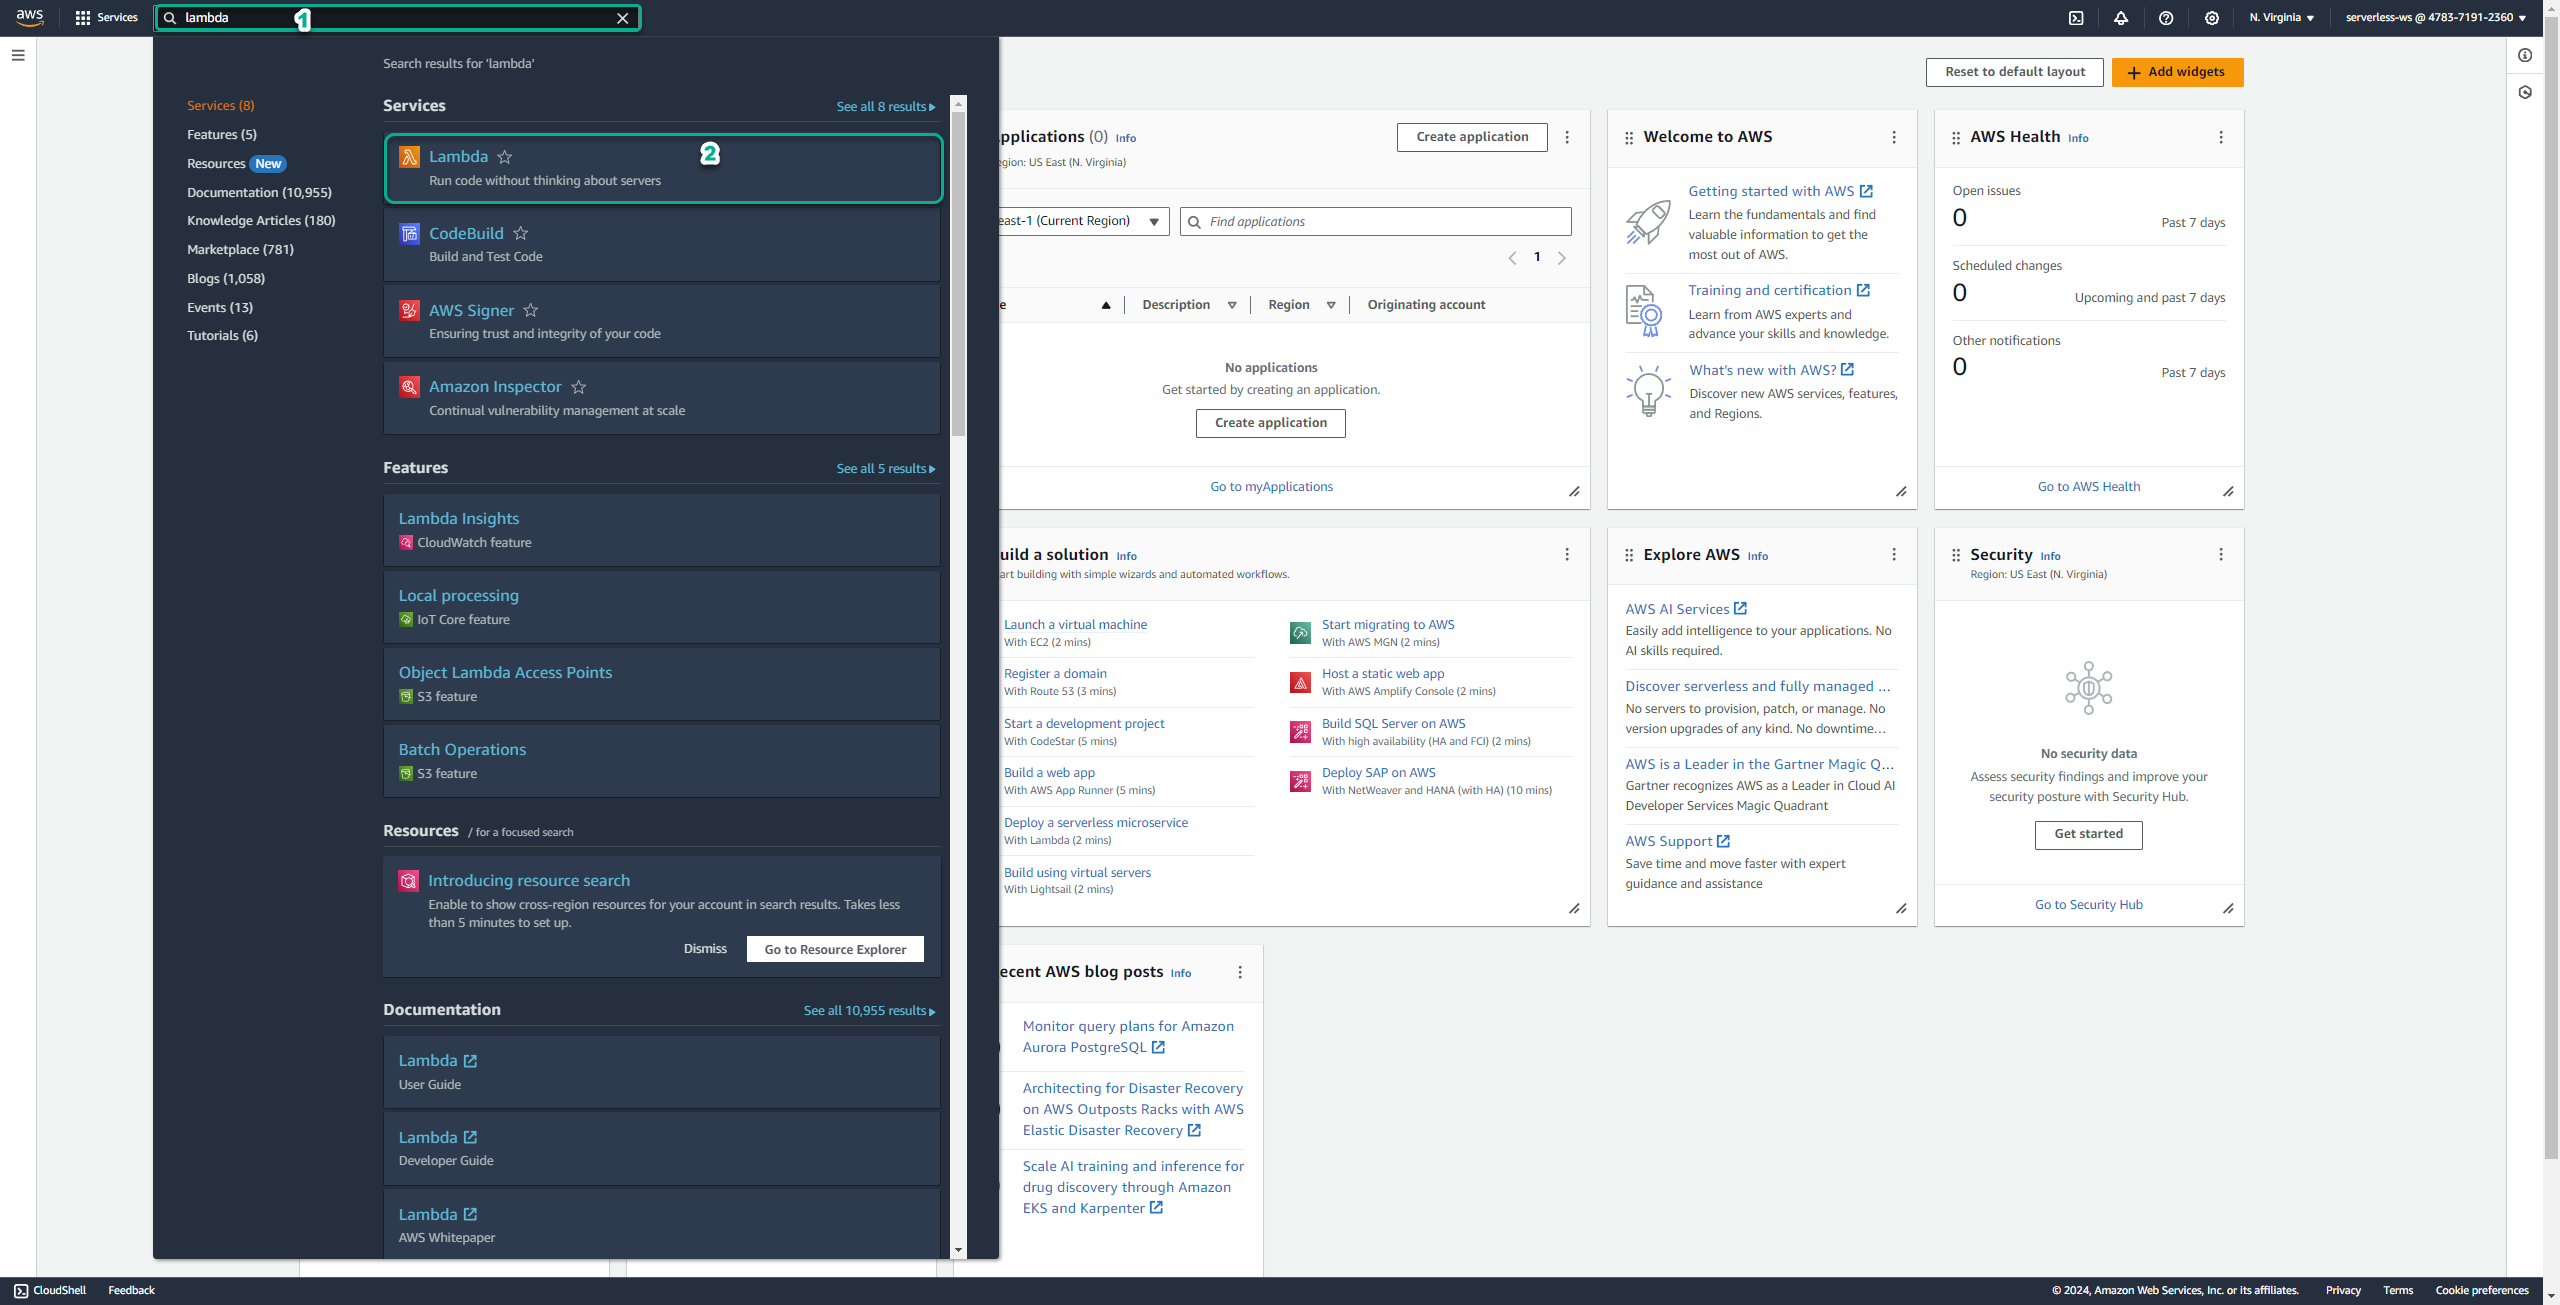 aws
Services
lambda
1
N. Virginia
serverless-ws @ 4783-7191-2360
Search results for 'lambda'
Services (8)
Features (5)
Resources New
Documentation (10,955)
Knowledge Articles (180)
Marketplace (781)
Blogs (1,058)
Events (13)
Tutorials (6)
Services
See all 8 results
Lambda
2
Run code without thinking about servers
CodeBuild
Build and Test Code
AWS Signer
Ensuring trust and integrity of your code
Amazon Inspector
Continual vulnerability management at scale
Features
See all 5 results
Lambda Insights
CloudWatch feature
Local processing
IoT Core feature
Object Lambda Access Points
S3 feature
Batch Operations
S3 feature
Resources / for a focused search
Introducing resource search
Enable to show cross-region resources for your account in search results. Takes less
than 5 minutes to set up.
Dismiss
Go to Resource Explorer
Documentation
See all 10,955 results
Lambda
User Guide
Lambda
Developer Guide
Lambda
AWS Whitepaper
Reset to default layout
Add widgets
pplications (0) Info
egion: US East (N. Virginia)
Create application
east-1 (Current Region)
Find applications
1
e
Description
Region
Originating account
No applications
Get started by creating an application.
Create application
Go to myApplications
Welcome to AWS
Getting started with AWS
Learn the fundamentals and find
valuable information to get the
most out of AWS.
Training and certification
Learn from AWS experts and
advance your skills and knowledge.
What's new with AWS?
Discover new AWS services, features,
and Regions.
AWS Health Info
Open issues
0
Past 7 days
Scheduled changes
0
Upcoming and past 7 days
Other notifications
0
Past 7 days
Go to AWS Health
uild a solution Info
art building with simple wizards and automated workflows.
Launch a virtual machine
With EC2 (2 mins)
Register a domain
With Route 53 (3 mins)
Start a development project
With CodeStar (5 mins)
Build a web app
With AWS App Runner (5 mins)
Deploy a serverless microservice
With Lambda (2 mins)
Build using virtual servers
With Lightsail (2 mins)
Start migrating to AWS
With AWS MGN (2 mins)
Host a static web app
With AWS Amplify Console (2 mins)
Build SQL Server on AWS
With high availability (HA and FCI) (2 mins)
Deploy SAP on AWS
With NetWeaver and HANA (with HA) (10 mins)
Explore AWS Info
AWS AI Services
Easily add intelligence to your applications. No
AI skills required.
Discover serverless and fully managed ...
No servers to provision, patch, or manage. No
version upgrades of any kind. No downtime...
AWS is a Leader in the Gartner Magic Q...
Gartner recognizes AWS as a Leader in Cloud AI
Developer Services Magic Quadrant
AWS Support
Save time and move faster with expert
guidance and assistance
Security Info
Region: US East (N. Virginia)
No security data
Assess security findings and improve your
security posture with Security Hub.
Get started
Go to Security Hub
ecent AWS blog posts Info
Monitor query plans for Amazon
Aurora PostgreSQL
Architecting for Disaster Recovery
on AWS Outposts Racks with AWS
Elastic Disaster Recovery
Scale AI training and inference for
drug discovery through Amazon
EKS and Karpenter
CloudShell
Feedback
© 2024, Amazon Web Services, Inc. or its affiliates.
Privacy
Terms
Cookie preferences